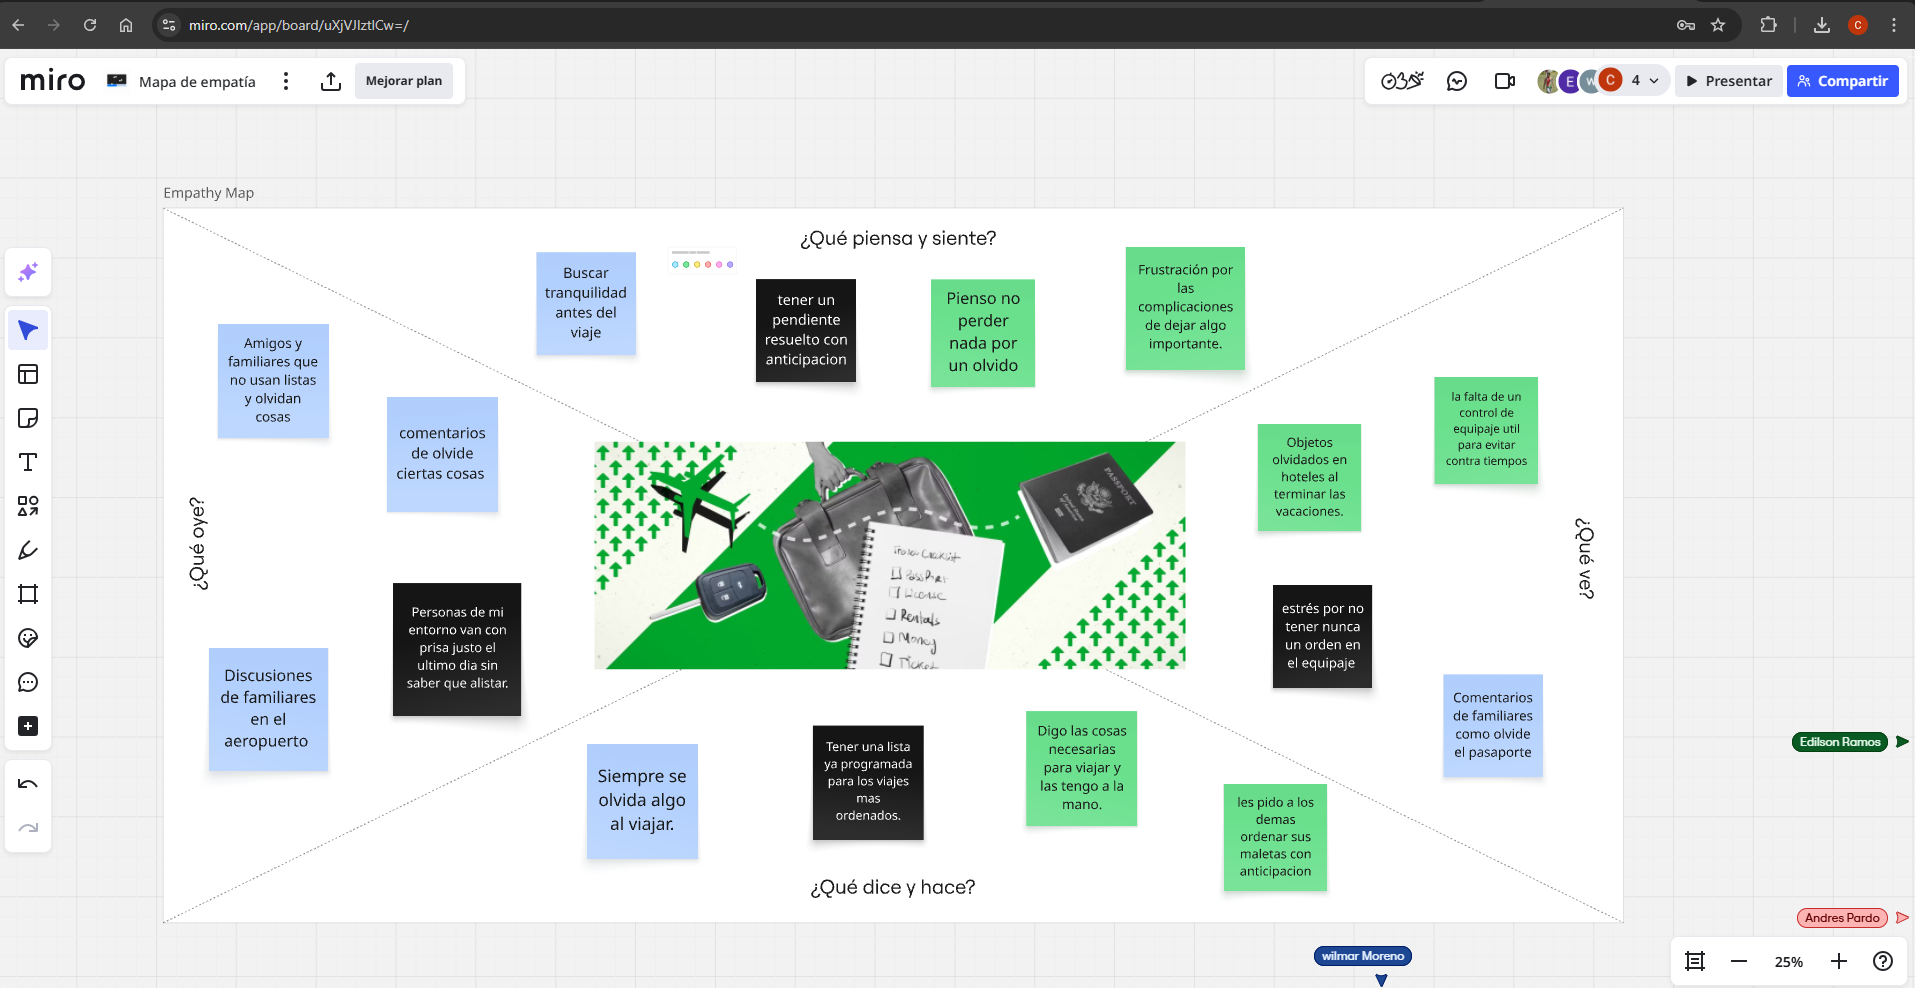 miro.com/app/board/uXjVJIztlCw=/
C
miro
Mapa de empatía
Mejorar plan
E
W
C
4
Presentar
Compartir
Empathy Map
¿Qué piensa y siente?
Buscar
tranquilidad
antes del
viaje
tener un
pendiente
resuelto con
anticipacion
Pienso no
perder
nada por
un olvido
Frustración por
las
complicaciones
de dejar algo
importante.
¿Qué oye?
Amigos y
familiares que
no usan listas
y olvidan
cosas
comentarios
de olvide
ciertas cosas
Personas de mi
entorno van con
prisa justo el
ultimo dia sin
saber que alistar.
Discusiones
de familiares
en el
aeropuerto
PASSPORT
United States
of America
Travel Checklist
Passport
License
Rentals
Money
Ticket
¿Qué ve?
la falta de un
control de
equipaje util
para evitar
contra tiempos
Objetos
olvidados en
hoteles al
terminar las
vacaciones.
estrés por no
tener nunca
un orden en
el equipaje
Comentarios
de familiares
como olvide
el pasaporte
Siempre se
olvida algo
al viajar.
Tener una lista
ya programada
para los viajes
mas
ordenados.
Digo las cosas
necesarias
para viajar y
las tengo a la
mano.
les pido a los
demas
ordenar sus
maletas con
anticipacion
¿Qué dice y hace?
Edilson Ramos
Andres Pardo
wilmar Moreno
25%